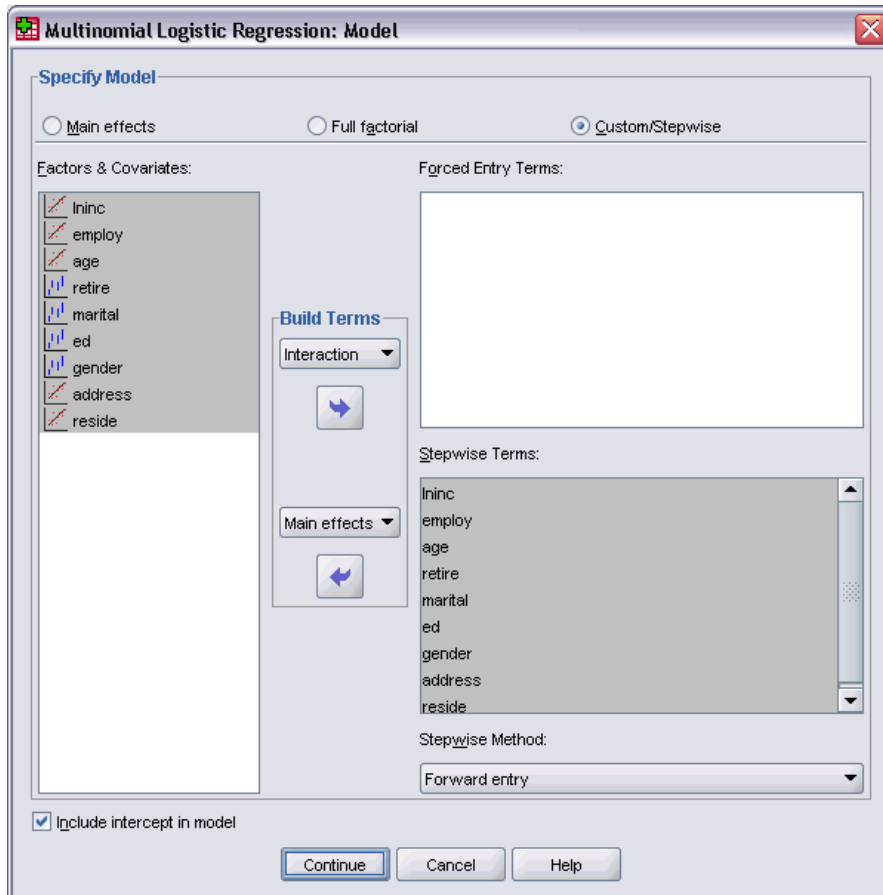 Multinomial Logistic Regression: Model
Specify Model
Main effects
Full factorial
Custom/Stepwise
Factors & Covariates:
lninc
employ
age
retire
marital
ed
gender
address
reside
Build Terms
Interaction
Main effects
Forced Entry Terms:
Stepwise Terms:
lninc
employ
age
retire
marital
ed
gender
address
reside
Stepwise Method:
Forward entry
Include intercept in model
Continue
Cancel
Help